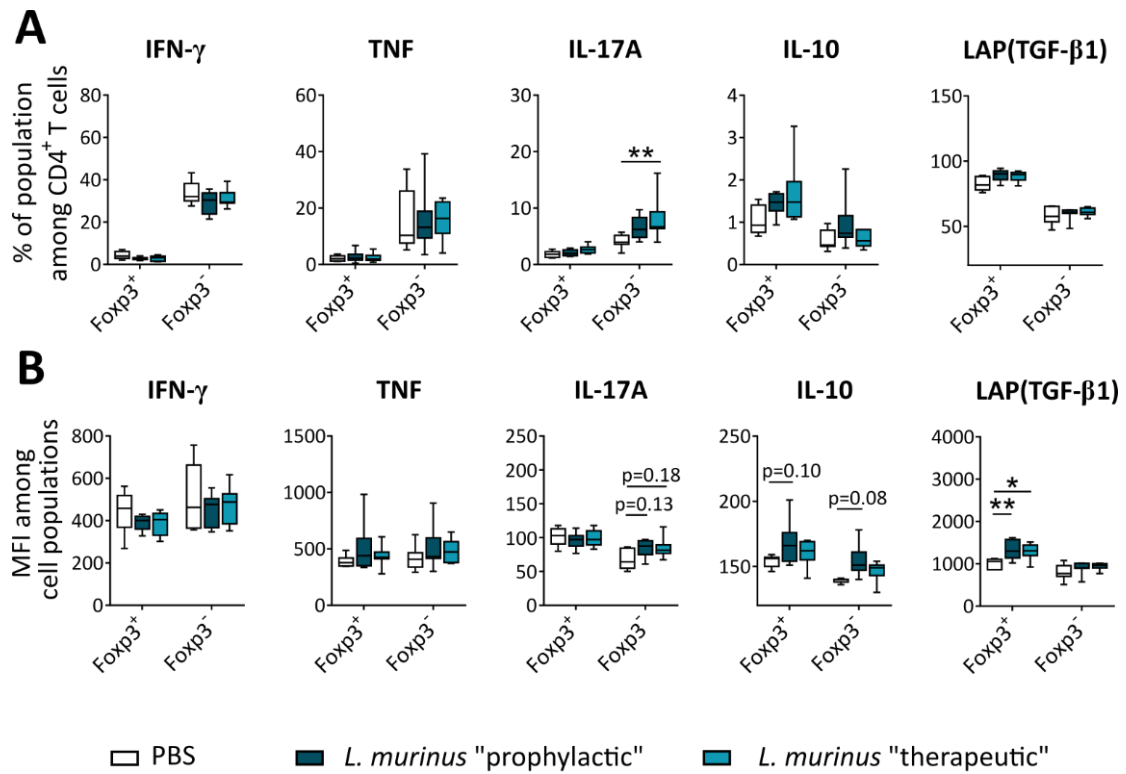 A
IFN-γ TNF IL-17A IL-10 LAP(TGF-β1)
% of population
among CD4⁺ T cells
80 60 30 4 150
60
40 20 3 100
40 2
20 10 50
20 1
0 0 0 0
**
Foxp3⁺ Foxp3⁻ Foxp3⁺ Foxp3⁻ Foxp3⁺ Foxp3⁻ Foxp3⁺ Foxp3⁻ Foxp3⁺ Foxp3⁻
B
IFN-γ TNF IL-17A IL-10 LAP(TGF-β1)
MFI among
cell populations
800 1500 250 250 4000
600 200 3000
1000 150 200 2000
400 100
500 150 1000
200 50
0 0 0 0
p=0.18
p=0.13
p=0.10
p=0.08
*
**
Foxp3⁺ Foxp3⁻ Foxp3⁺ Foxp3⁻ Foxp3⁺ Foxp3⁻ Foxp3⁺ Foxp3⁻ Foxp3⁺ Foxp3⁻
PBS L. murinus "prophylactic" L. murinus "therapeutic"